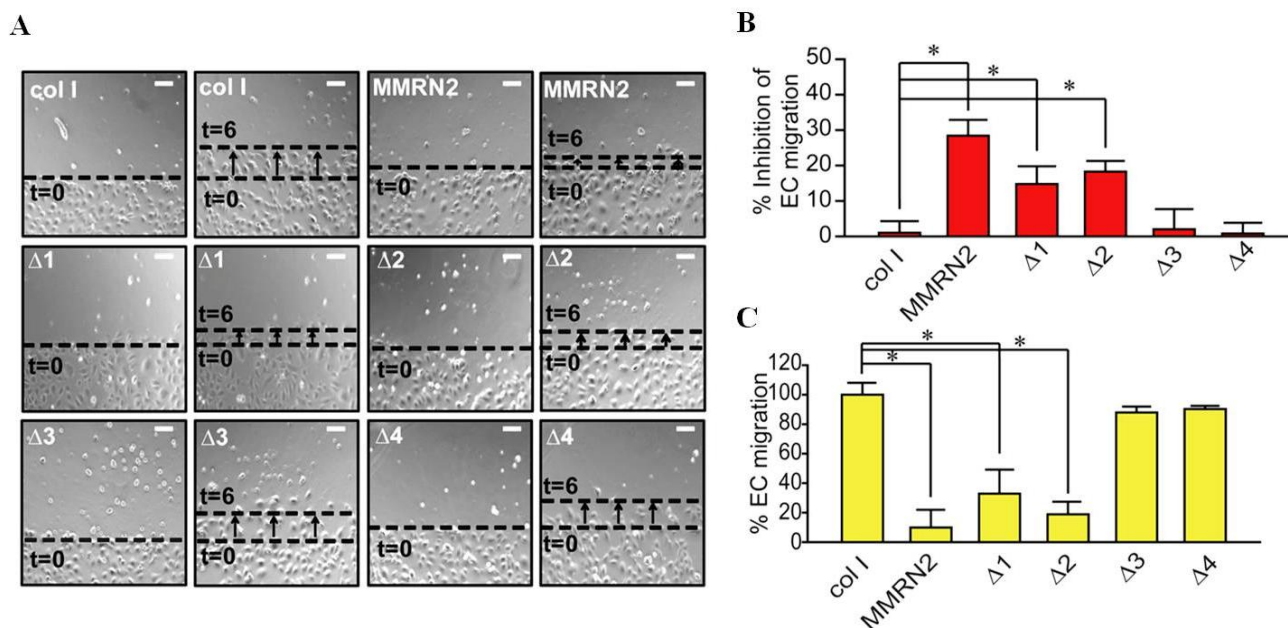 A
col I
t=0
col I
t=6
t=0
MMRN2
t=0
MMRN2
t=6
t=0
Δ1
t=0
Δ1
t=6
t=0
Δ2
t=0
Δ2
t=6
t=0
Δ3
t=0
Δ3
t=6
t=0
Δ4
t=0
Δ4
t=6
t=0
B
% Inhibition of
EC migration
50
40
30
20
10
0
*
*
*
col I
MMRN2
Δ1
Δ2
Δ3
Δ4
C
% EC migration
120
100
80
60
40
20
0
*
*
*
col I
MMRN2
Δ1
Δ2
Δ3
Δ4